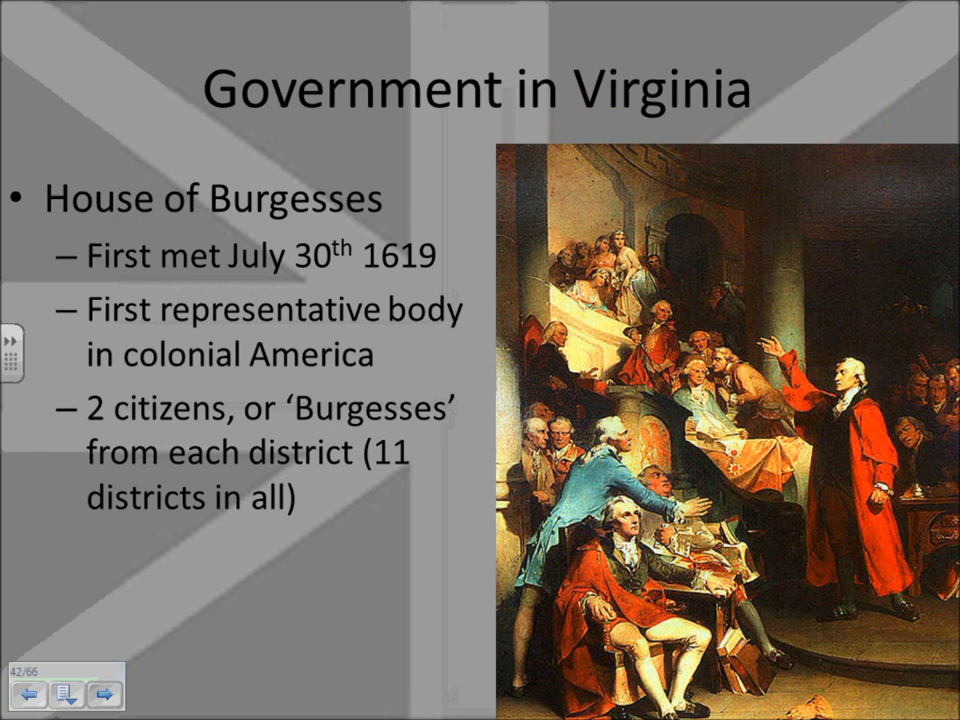 Government in Virginia
• House of Burgesses
– First met July 30th 1619
– First representative body
in colonial America
– 2 citizens, or ‘Burgesses’
from each district (11
districts in all)
42/66